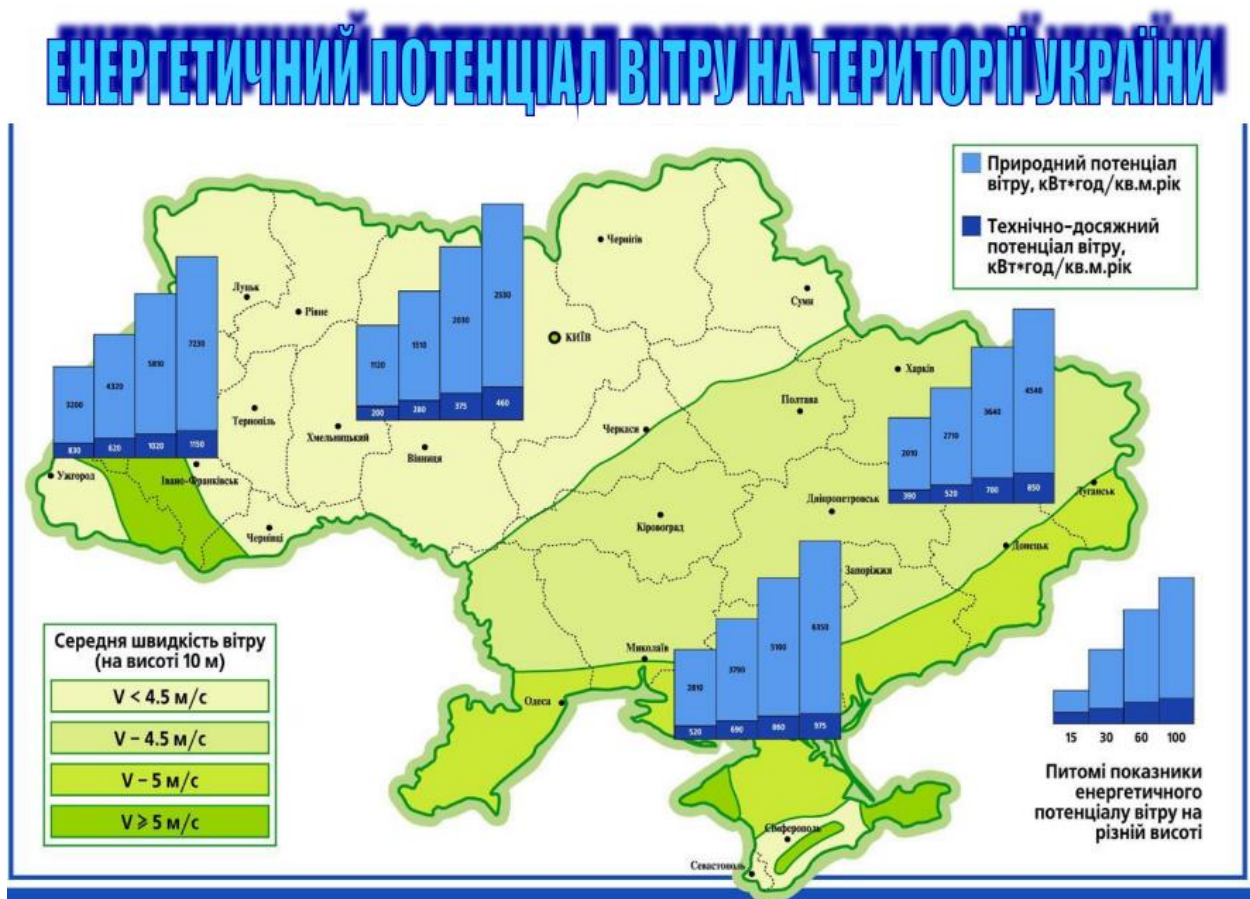 ЕНЕРГЕТИЧНИЙ ПОТЕНЦІАЛ ВІТРУ НА ТЕРИТОРІЇ УКРАЇНИ
Природний потенціал
вітру, кВт*год/кв.м.рік
Технічно-досяжний
потенціал вітру,
кВт*год/кв.м.рік
Чернігів
Луцьк
Рівне
Суми
КИЇВ
7230
5810
4320
3200
830
620
1020
1150
2530
2030
1510
1120
200
280
375
460
Харків
Полтава
Тернопіль
Хмельницький
Черкаси
Вінниця
4540
3640
2710
2010
390
520
700
850
Ужгород
Івано-Франківськ
Чернівці
Кіровоград
Дніпропетровськ
Луганськ
Донецьк
Запоріжжя
6350
5100
3790
2810
520
690
860
975
Миколаїв
Одеса
Сімферополь
Севастополь
Середня швидкість вітру
(на висоті 10 м)
V < 4.5 м/с
V – 4.5 м/с
V – 5 м/с
V ⩾ 5 м/с
15 30 60 100
Питомі показники
енергетичного
потенціалу вітру на
різній висоті